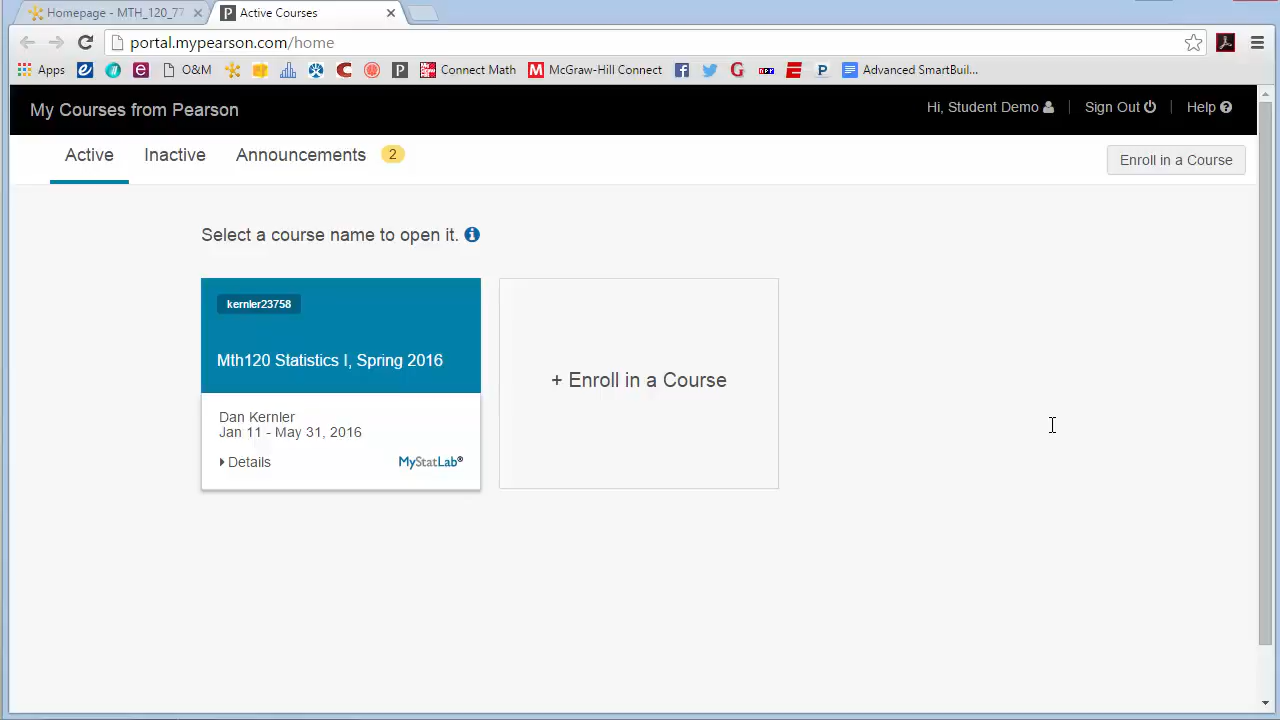 Homepage - MTH_120_77
Active Courses
portal.mypearson.com/home
Apps
O&M
Connect Math
McGraw-Hill Connect
Advanced SmartBuil...
My Courses from Pearson
Hi, Student Demo
Sign Out
Help
Active
Inactive
Announcements 2
Enroll in a Course
Select a course name to open it.
kernler23758
Mth120 Statistics I, Spring 2016
Dan Kernler
Jan 11 - May 31, 2016
Details
MyStatLab®
+ Enroll in a Course